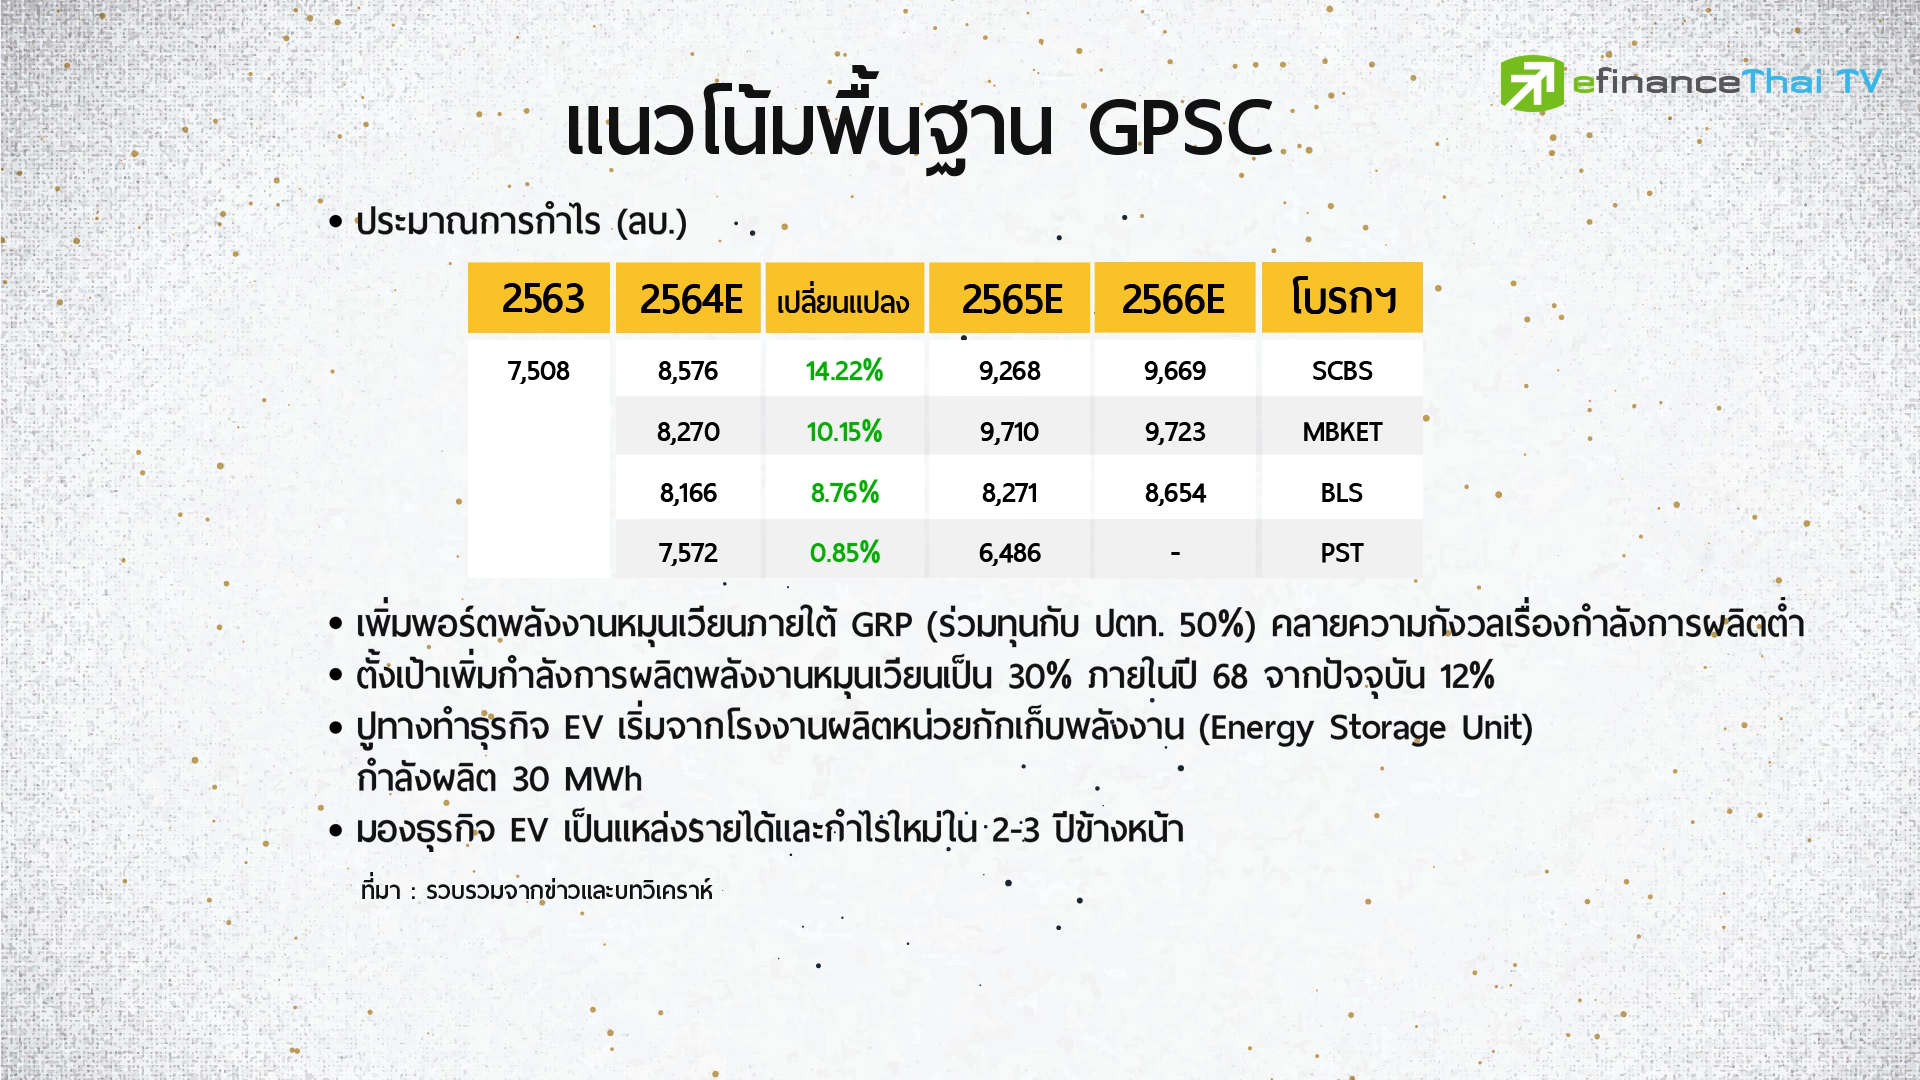 efinanceThai TV
แนวโน้มพื้นฐาน GPSC
• ประมาณการกำไร (ลบ.)
2563 2564E เปลี่ยนแปลง 2565E 2566E โบรกฯ
7,508 8,576 14.22% 9,268 9,669 SCBS
8,270 10.15% 9,710 9,723 MBKET
8,166 8.76% 8,271 8,654 BLS
7,572 0.85% 6,486 - PST
• เพิ่มพอร์ตพลังงานหมุนเวียนภายใต้ GRP (ร่วมทุนกับ ปตท. 50%) คลายความกังวลเรื่องกำลังการผลิตต่ำ
• ตั้งเป้าเพิ่มกำลังการผลิตพลังงานหมุนเวียนเป็น 30% ภายในปี 68 จากปัจจุบัน 12%
• ปูทางทำธุรกิจ EV เริ่มจากโรงงานผลิตหน่วยกักเก็บพลังงาน (Energy Storage Unit)
กำลังผลิต 30 MWh
• มองธุรกิจ EV เป็นแหล่งรายได้และกำไรใหม่ใน 2-3 ปีข้างหน้า
ที่มา : รวบรวมจากข่าวและบทวิเคราห์